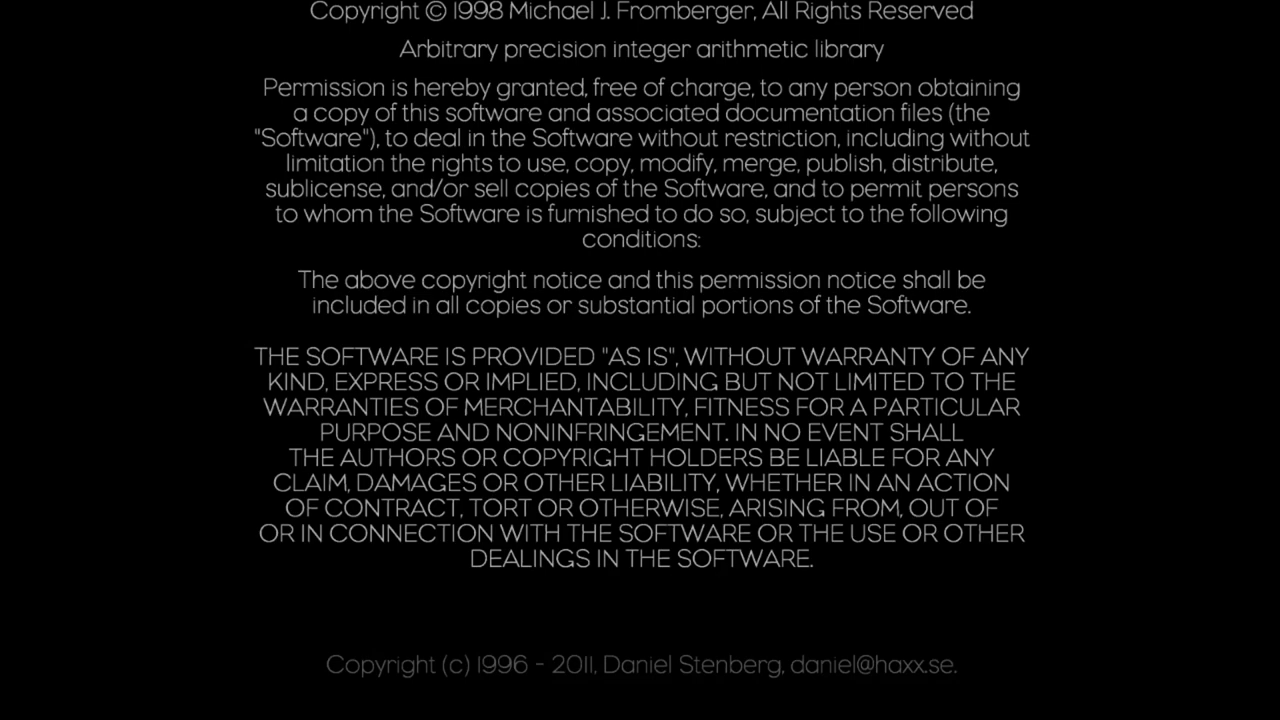 Copyright © 1998 Michael J. Fromberger, All Rights Reserved
Arbitrary precision integer arithmetic library
Permission is hereby granted, free of charge, to any person obtaining
a copy of this software and associated documentation files (the
"Software"), to deal in the Software without restriction, including without
limitation the rights to use, copy, modify, merge, publish, distribute,
sublicense, and/or sell copies of the Software, and to permit persons
to whom the Software is furnished to do so, subject to the following
conditions:
The above copyright notice and this permission notice shall be
included in all copies or substantial portions of the Software.
THE SOFTWARE IS PROVIDED "AS IS", WITHOUT WARRANTY OF ANY
KIND, EXPRESS OR IMPLIED, INCLUDING BUT NOT LIMITED TO THE
WARRANTIES OF MERCHANTABILITY, FITNESS FOR A PARTICULAR
PURPOSE AND NONINFRINGEMENT. IN NO EVENT SHALL
THE AUTHORS OR COPYRIGHT HOLDERS BE LIABLE FOR ANY
CLAIM, DAMAGES OR OTHER LIABILITY, WHETHER IN AN ACTION
OF CONTRACT, TORT OR OTHERWISE, ARISING FROM, OUT OF
OR IN CONNECTION WITH THE SOFTWARE OR THE USE OR OTHER
DEALINGS IN THE SOFTWARE.
Copyright (c) 1996 - 2011, Daniel Stenberg, daniel@haxx.se.